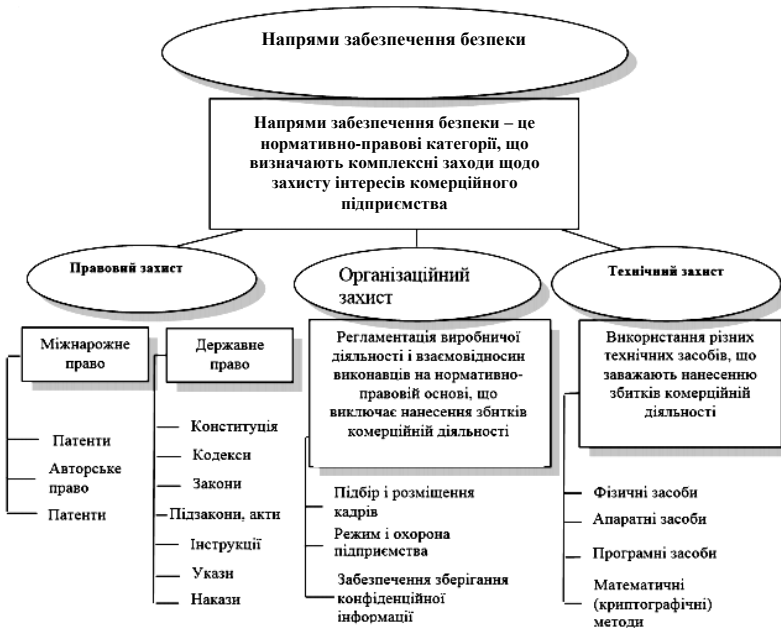 Напрями забезпечення безпеки
Напрями забезпечення безпеки – це
нормативно-правові категорії, що
визначають комплексні заходи щодо
захисту інтересів комерційного
підприємства
Правовий захист
Організаційний
захист
Технічний захист
Міжнарожне
право
Патенти
Авторське
право
Патенти
Державне
право
Конституція
Кодекси
Закони
Підзакони, акти
Інструкції
Укази
Накази
Регламентація виробничої
діяльності і взаємовідносин
виконавців на нормативно-
правовій основі, що
виключає нанесення збитків
комерційній діяльності
Підбір і розміщення
кадрів
Режим і охорона
підприємства
Забезпечення зберігання
конфіденційної
інформації
Використання різних
технічних засобів, що
заважають нанесенню
збитків комерційній
діяльності
Фізичні засоби
Апаратні засоби
Програмні засоби
Математичні
(криптографічні)
методи